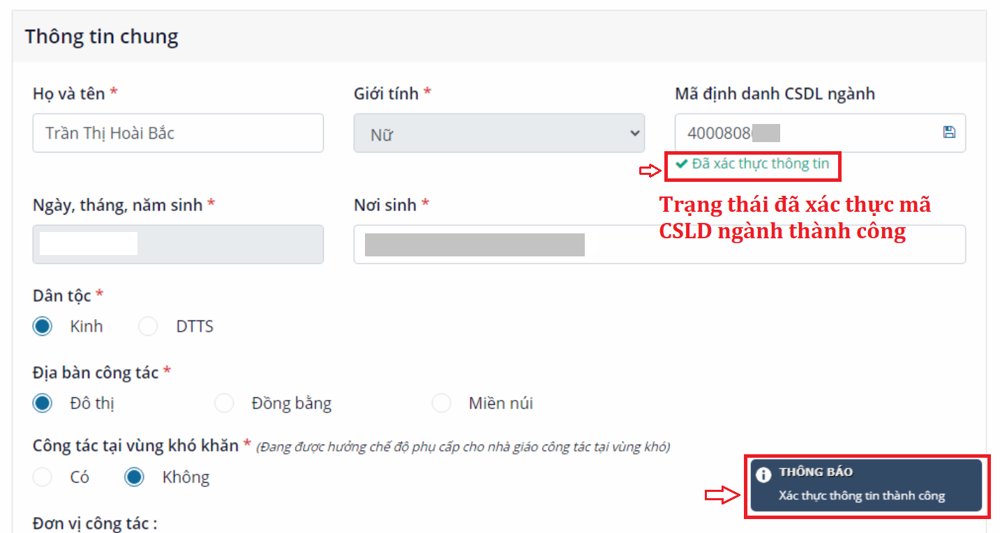 Thông tin chung
Họ và tên * Giới tính * Mã định danh CSDL ngành
Trần Thị Hoài Bắc Nữ 4000808
Đã xác thực thông tin
Ngày, tháng, năm sinh * Nơi sinh *
Trạng thái đã xác thực mã
CSLD ngành thành công
Dân tộc *
Kinh DTTS
Địa bàn công tác *
Đô thị Đồng bằng Miền núi
Công tác tại vùng khó khăn * (Đang được hưởng chế độ phụ cấp cho nhà giáo công tác tại vùng khó)
Có Không
THÔNG BÁO
Xác thực thông tin thành công
Đơn vị công tác :